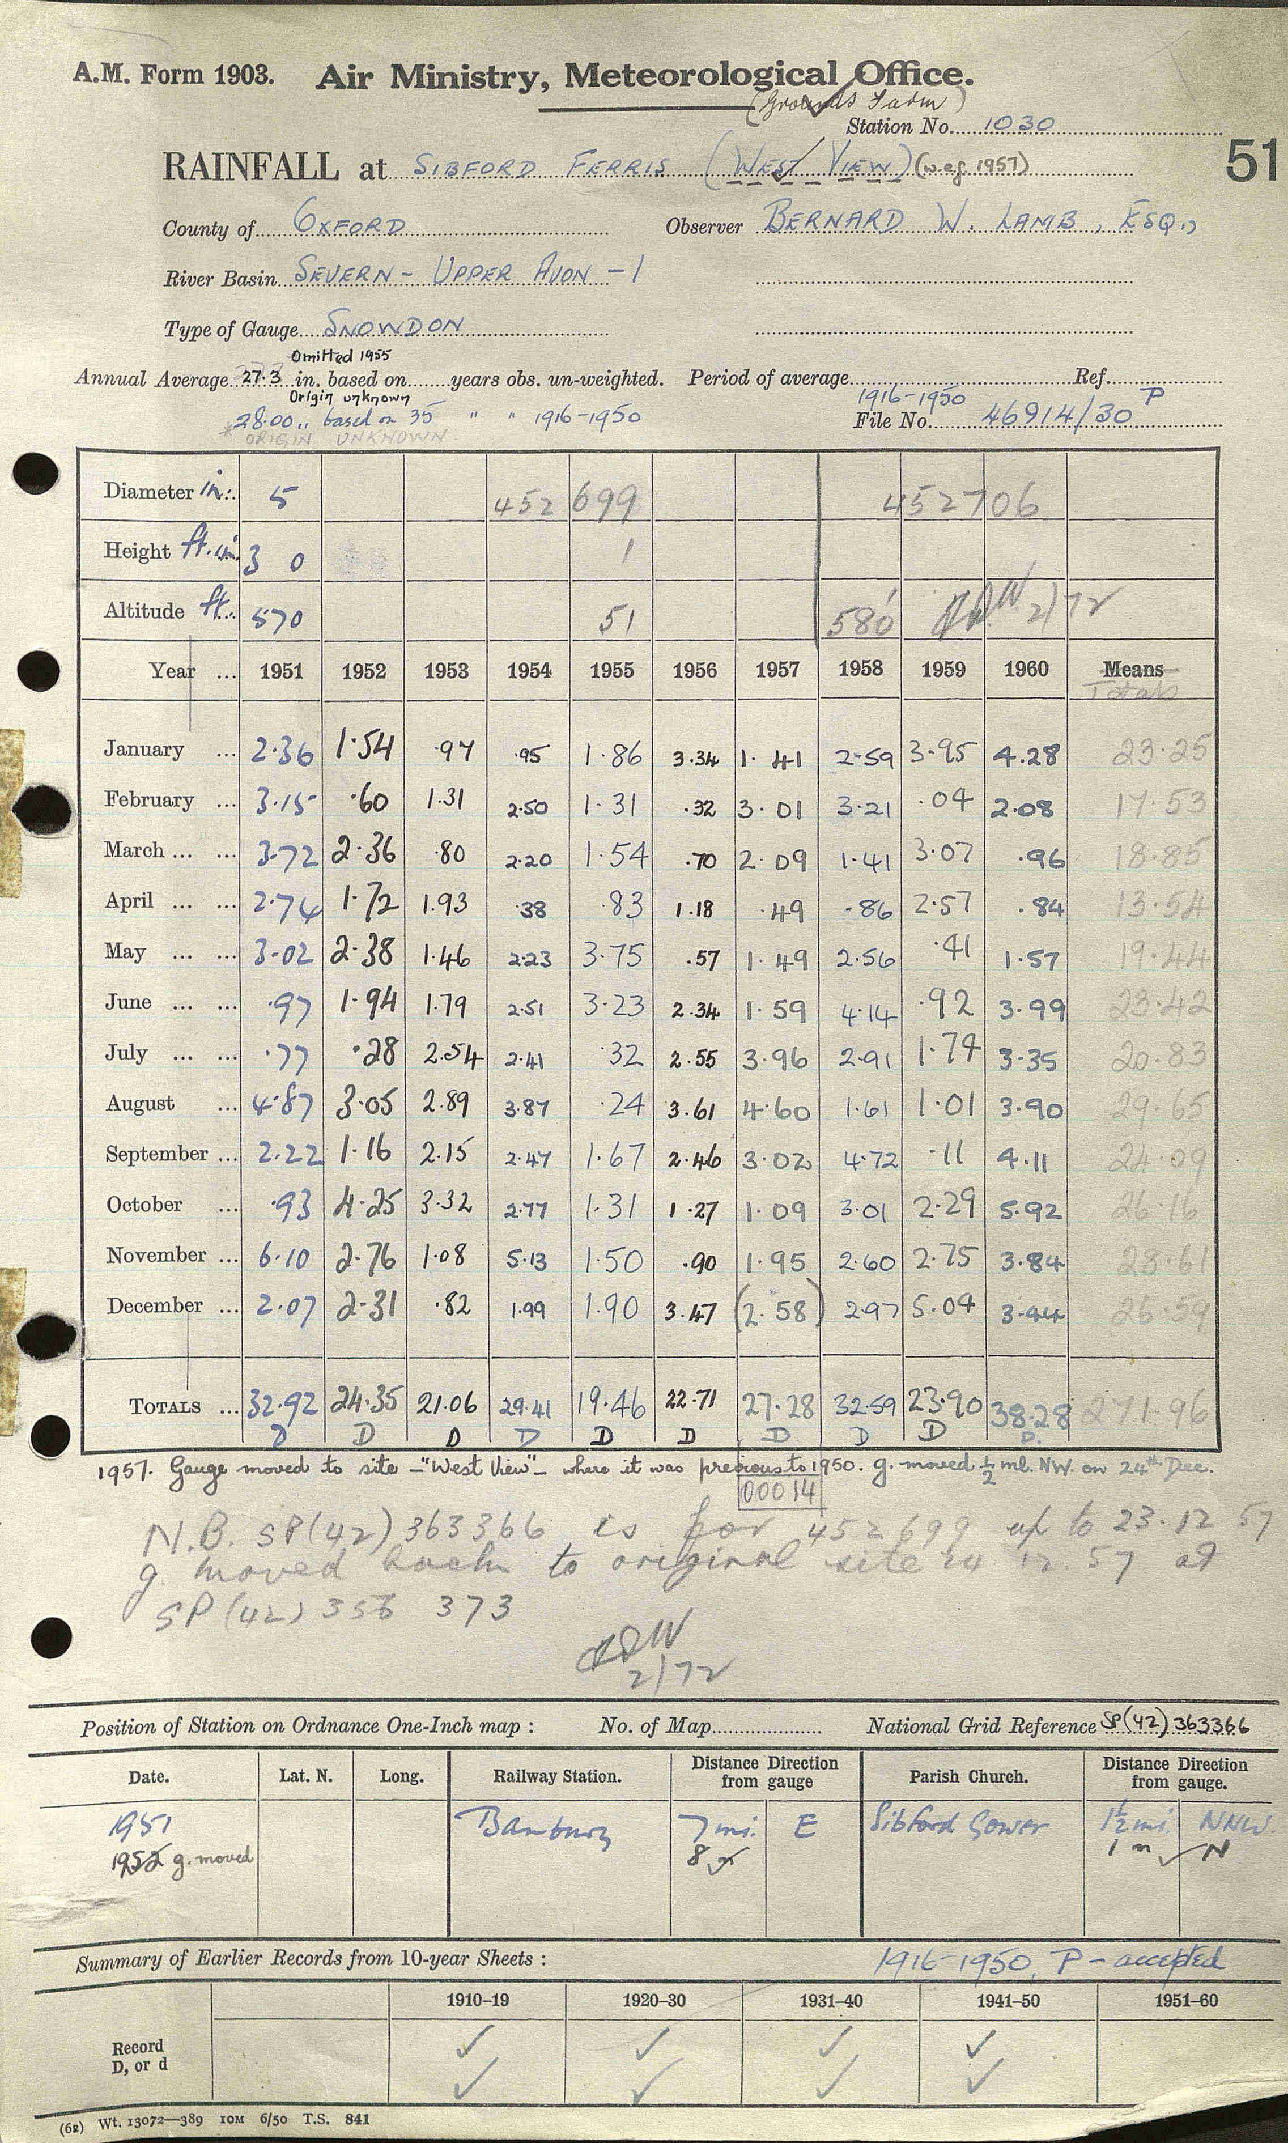 A.M. Form 1903. Air Ministry, Meteorological Office.
(Grounds Farm)
Station No. 1030
RAINFALL at SIBFORD FERRIS (WEST VIEW) (w.e.f. 1957)
51
County of OXFORD Observer BERNARD W. LAMB, ESQ.,
River Basin SEVERN - UPPER AVON - 1
Type of Gauge SNOWDON
Omitted 1955
Annual Average 27.3 in. based on years obs. un-weighted. Period of average Ref.
Origin unknown 1916-1950 P
28.00 " based on 35 " " 1916-1950 File No. 46914/30
ORIGIN UNKNOWN
Diameter in. 5 452 699 452706
Height ft. in. 3 0 1
Altitude ft. 570 51 580' 2/72
Year ... 1951 1952 1953 1954 1955 1956 1957 1958 1959 1960 Means
Totals
January ... 2.36 1.54 .97 .95 1.86 3.34 1.41 2.59 3.95 4.28 23.25
February ... 3.15 .60 1.31 2.50 1.31 .32 3.01 3.21 .04 2.08 17.53
March ... ... 3.72 2.36 .80 2.20 1.54 .70 2.09 1.41 3.07 .96 18.85
April ... ... 2.74 1.72 1.93 .38 .83 1.18 .49 .86 2.57 .84 13.54
May ... ... 3.02 2.38 1.46 2.23 3.75 .57 1.49 2.56 .41 1.57 19.44
June ... ... .97 1.94 1.79 2.51 3.23 2.34 1.59 4.14 .92 3.99 23.42
July ... ... .77 .28 2.54 2.41 .32 2.55 3.96 2.91 1.74 3.35 20.83
August ... 4.87 3.05 2.89 3.87 .24 3.61 4.60 1.61 1.01 3.90 29.65
September ... 2.22 1.16 2.15 2.47 1.67 2.46 3.02 4.72 .11 4.11 24.09
October ... .93 4.25 3.32 2.77 1.31 1.27 1.09 3.01 2.29 5.92 26.16
November ... 6.10 2.76 1.08 5.13 1.50 .90 1.95 2.60 2.75 3.84 28.61
December ... 2.07 2.31 .82 1.99 1.90 3.47 (2.58) 2.97 5.04 3.44 26.59
TOTALS ... 32.92 24.35 21.06 29.41 19.46 22.71 27.28 32.59 23.90 38.28 271.96
D D D D D D D D D D.
1957. Gauge moved to site - "West View" - where it was previous to 1950. g. moved ½ ml. NW. on 24th Dec.
00014
N.B. SP(42) 363366 is for 452699 up to 23.12.57
g. moved back to original site 24 12. 57 at
SP (42) 356 373
2/72
Position of Station on Ordnance One-Inch map : No. of Map National Grid Reference SP(42) 363366
Date. Lat. N. Long. Railway Station. Distance from gauge Direction Parish Church. Distance from gauge. Direction
1951 Banbury 7 mi. E Sibford Gower 1½ mi. NNW.
1952 g. moved 8 1 m N
Summary of Earlier Records from 10-year Sheets : 1916-1950, P - accepted
1910–19 1920–30 1931–40 1941–50 1951–60
Record ✓ ✓ ✓ ✓
D, or d ✓ ✓ ✓ ✓
(62) Wt. 13072—389 10M 6/50 T.S. 841